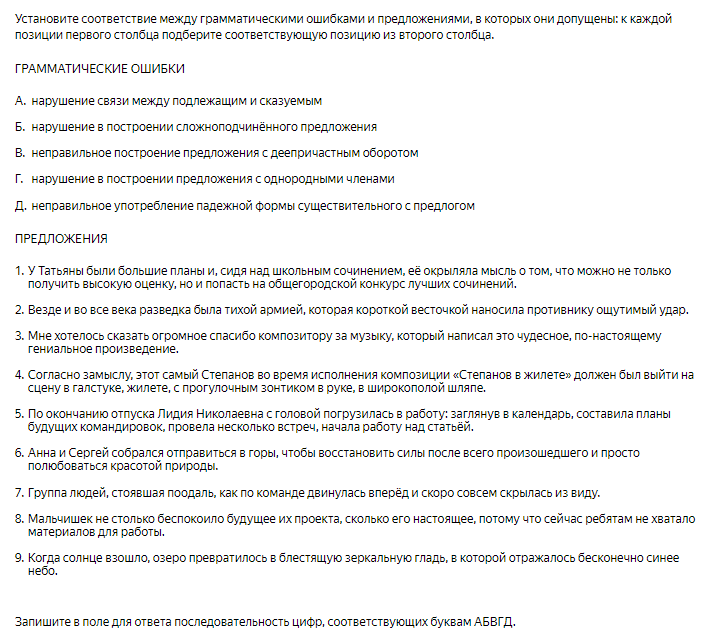 Установите соответствие между грамматическими ошибками и предложениями, в которых они допущены: к каждой
позиции первого столбца подберите соответствующую позицию из второго столбца.
ГРАММАТИЧЕСКИЕ ОШИБКИ
А. нарушение связи между подлежащим и сказуемым
Б. нарушение в построении сложноподчинённого предложения
В. неправильное построение предложения с деепричастным оборотом
Г. нарушение в построении предложения с однородными членами
Д. неправильное употребление падежной формы существительного с предлогом
ПРЕДЛОЖЕНИЯ
1. У Татьяны были большие планы и, сидя над школьным сочинением, её окрыляла мысль о том, что можно не только
получить высокую оценку, но и попасть на общегородской конкурс лучших сочинений.
2. Везде и во все века разведка была тихой армией, которая короткой весточкой наносила противнику ощутимый удар.
3. Мне хотелось сказать огромное спасибо композитору за музыку, который написал это чудесное, по-настоящему
гениальное произведение.
4. Согласно замыслу, этот самый Степанов во время исполнения композиции «Степанов в жилете» должен был выйти на
сцену в галстуке, жилете, с прогулочным зонтиком в руке, в широкополой шляпе.
5. По окончанию отпуска Лидия Николаевна с головой погрузилась в работу: заглянув в календарь, составила планы
будущих командировок, провела несколько встреч, начала работу над статьёй.
6. Анна и Сергей собрался отправиться в горы, чтобы восстановить силы после всего произошедшего и просто
полюбоваться красотой природы.
7. Группа людей, стоявшая поодаль, как по команде двинулась вперёд и скоро совсем скрылась из виду.
8. Мальчишек не столько беспокоило будущее их проекта, сколько его настоящее, потому что сейчас ребятам не хватало
материалов для работы.
9. Когда солнце взошло, озеро превратилось в блестящую зеркальную гладь, в которой отражалось бесконечно синее
небо.
Запишите в поле для ответа последовательность цифр, соответствующих буквам АБВГД.